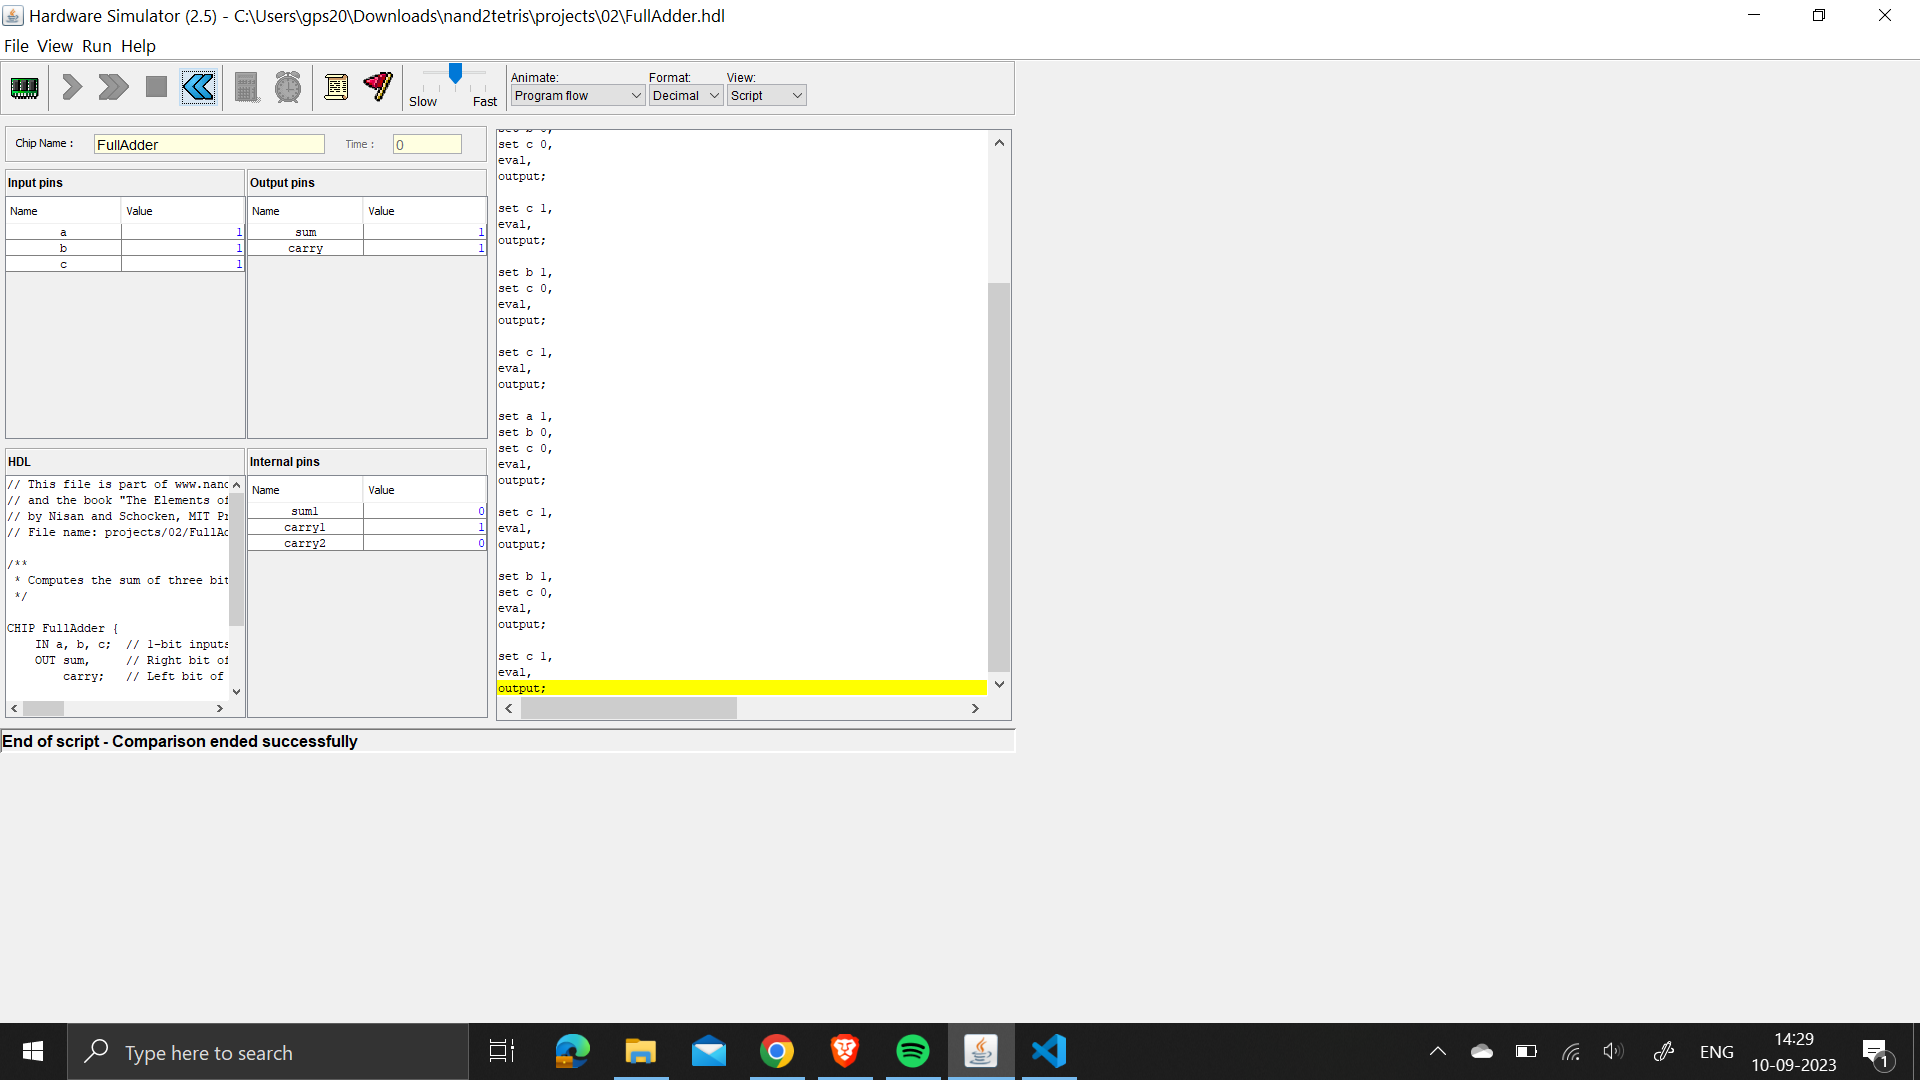 Hardware Simulator (2.5) - C:\Users\gps20\Downloads\nand2tetris\projects\02\FullAdder.hdl
File View Run Help
Slow Fast
Animate: Format: View:
Program flow Decimal Script
Chip Name : FullAdder Time : 0
Input pins
Name Value
a 1
b 1
c 1
Output pins
Name Value
sum 1
carry 1
HDL
// This file is part of www.nand
// and the book "The Elements of
// by Nisan and Schocken, MIT Pr
// File name: projects/02/FullAd
/**
* Computes the sum of three bit
*/
CHIP FullAdder {
IN a, b, c; // 1-bit inputs
OUT sum, // Right bit of
carry; // Left bit of
Internal pins
Name Value
sum1 0
carry1 1
carry2 0
set b 0,
set c 0,
eval,
output;
set c 1,
eval,
output;
set b 1,
set c 0,
eval,
output;
set c 1,
eval,
output;
set a 1,
set b 0,
set c 0,
eval,
output;
set c 1,
eval,
output;
set b 1,
set c 0,
eval,
output;
set c 1,
eval,
output;
End of script - Comparison ended successfully
Type here to search
ENG
14:29
10-09-2023
1